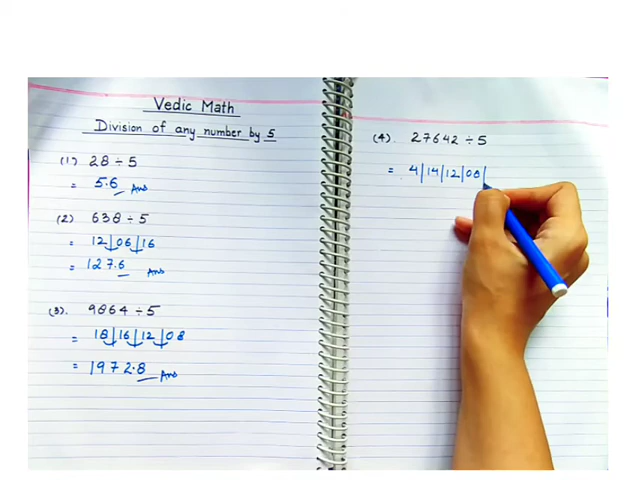 Vedic Math
Division of any number by 5
(1) 28 ÷ 5
= 5.6 Ans
(2) 638 ÷ 5
= 12|06|16
= 127.6 Ans
(3). 9864 ÷ 5
= 18|16|12|08
= 1972.8 Ans
(4). 27642 ÷ 5
= 4|14|12|08|